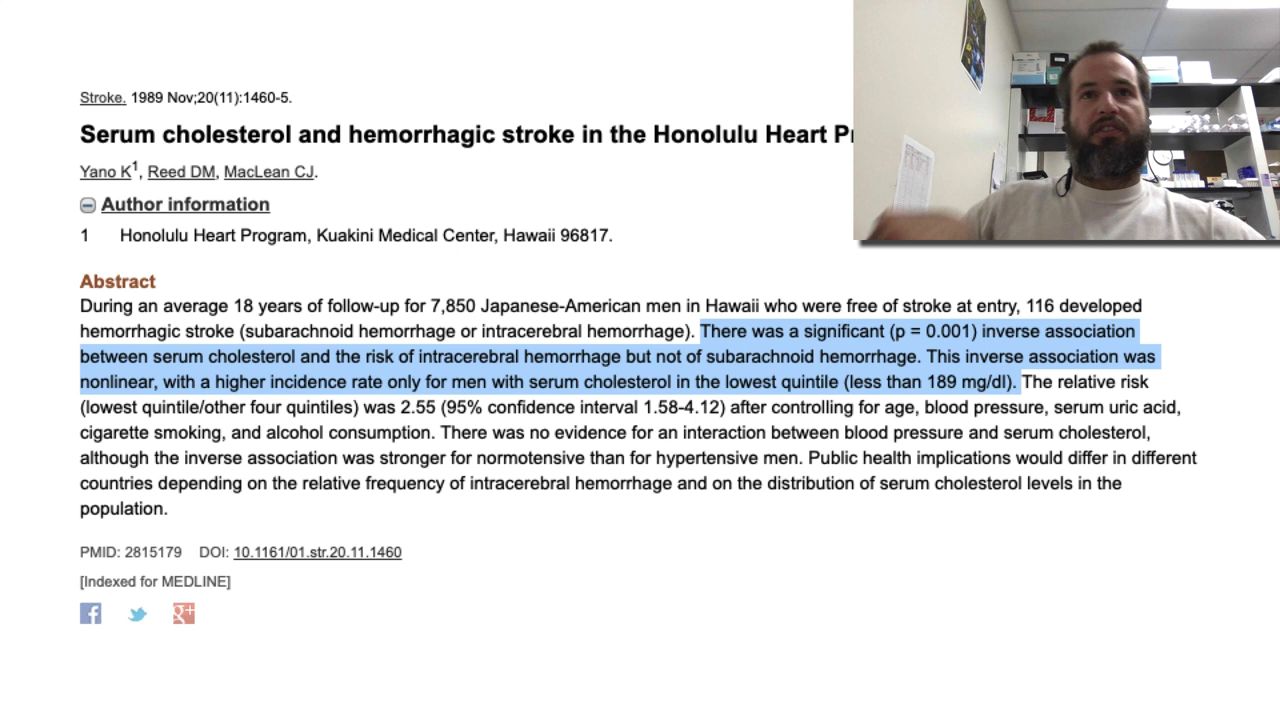 Stroke. 1989 Nov;20(11):1460-5.
Serum cholesterol and hemorrhagic stroke in the Honolulu Heart
Yano K1, Reed DM, MacLean CJ.
Author information
1 Honolulu Heart Program, Kuakini Medical Center, Hawaii 96817.
Abstract
During an average 18 years of follow-up for 7,850 Japanese-American men in Hawaii who were free of stroke at entry, 116 developed
hemorrhagic stroke (subarachnoid hemorrhage or intracerebral hemorrhage). There was a significant (p = 0.001) inverse association
between serum cholesterol and the risk of intracerebral hemorrhage but not of subarachnoid hemorrhage. This inverse association was
nonlinear, with a higher incidence rate only for men with serum cholesterol in the lowest quintile (less than 189 mg/dl). The relative risk
(lowest quintile/other four quintiles) was 2.55 (95% confidence interval 1.58-4.12) after controlling for age, blood pressure, serum uric acid,
cigarette smoking, and alcohol consumption. There was no evidence for an interaction between blood pressure and serum cholesterol,
although the inverse association was stronger for normotensive than for hypertensive men. Public health implications would differ in different
countries depending on the relative frequency of intracerebral hemorrhage and on the distribution of serum cholesterol levels in the
population.
PMID: 2815179 DOI: 10.1161/01.str.20.11.1460
[Indexed for MEDLINE]
f
g+